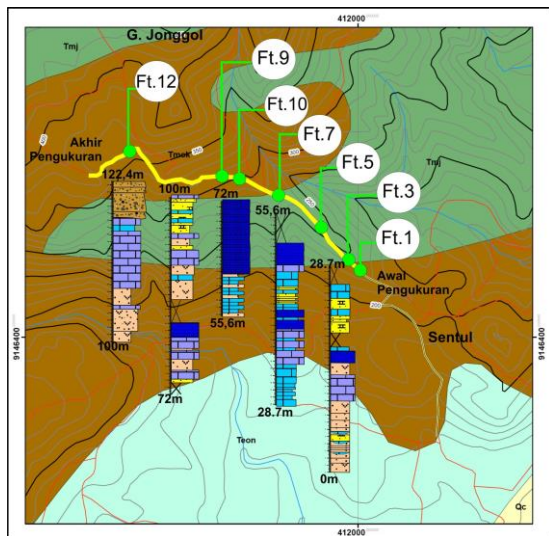 412000
Tmj
G. Jonggol
Ft.9
Ft.12
Ft.10
Ft.7
Akhir
Pengukuran
Tmok
Tmj
Ft.5
Ft.3
122,4m
100m
72m
55,6m
Ft.1
28.7m
Awal
Pengukuran
200
9146400
9146400
Sentul
55,6m
100m
72m
28.7m
Teon
0m
Qc
412000